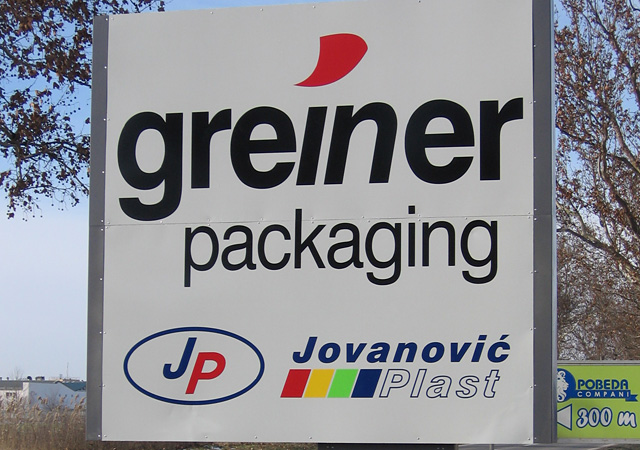 greiner
packaging
JP
Jovanović
Plast
POBEDA
COMPANI
300 m